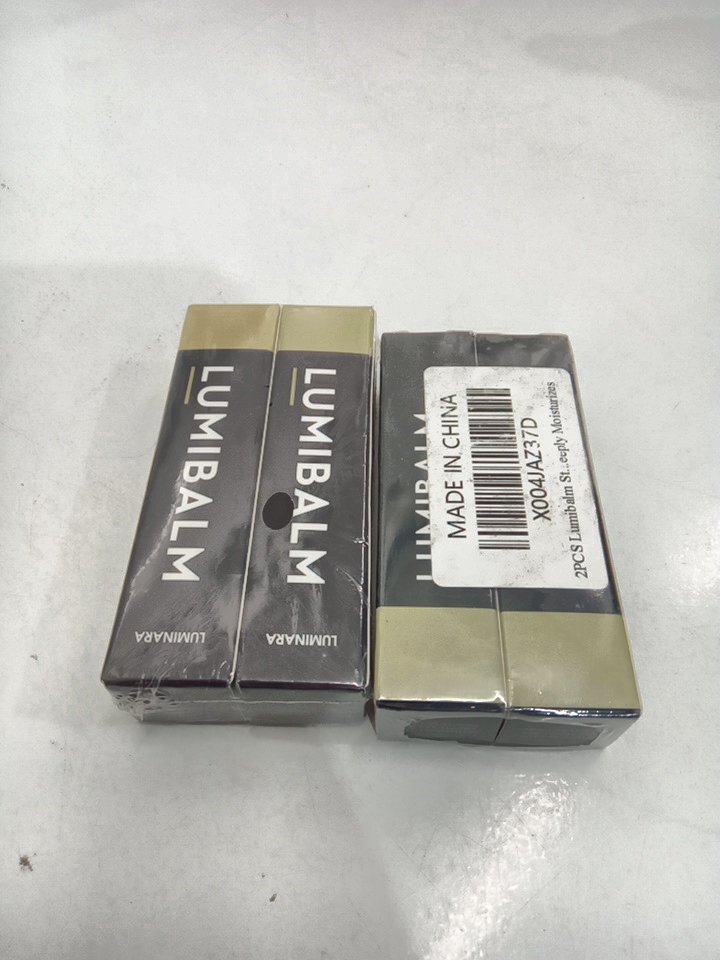 LUMIBALM
LUMINARA
LUMIBALM
LUMINARA
LUMIBALM
MADE IN CHINA
X004JAZ37D
2PCS Lumibalm St...eeply Moisturizes